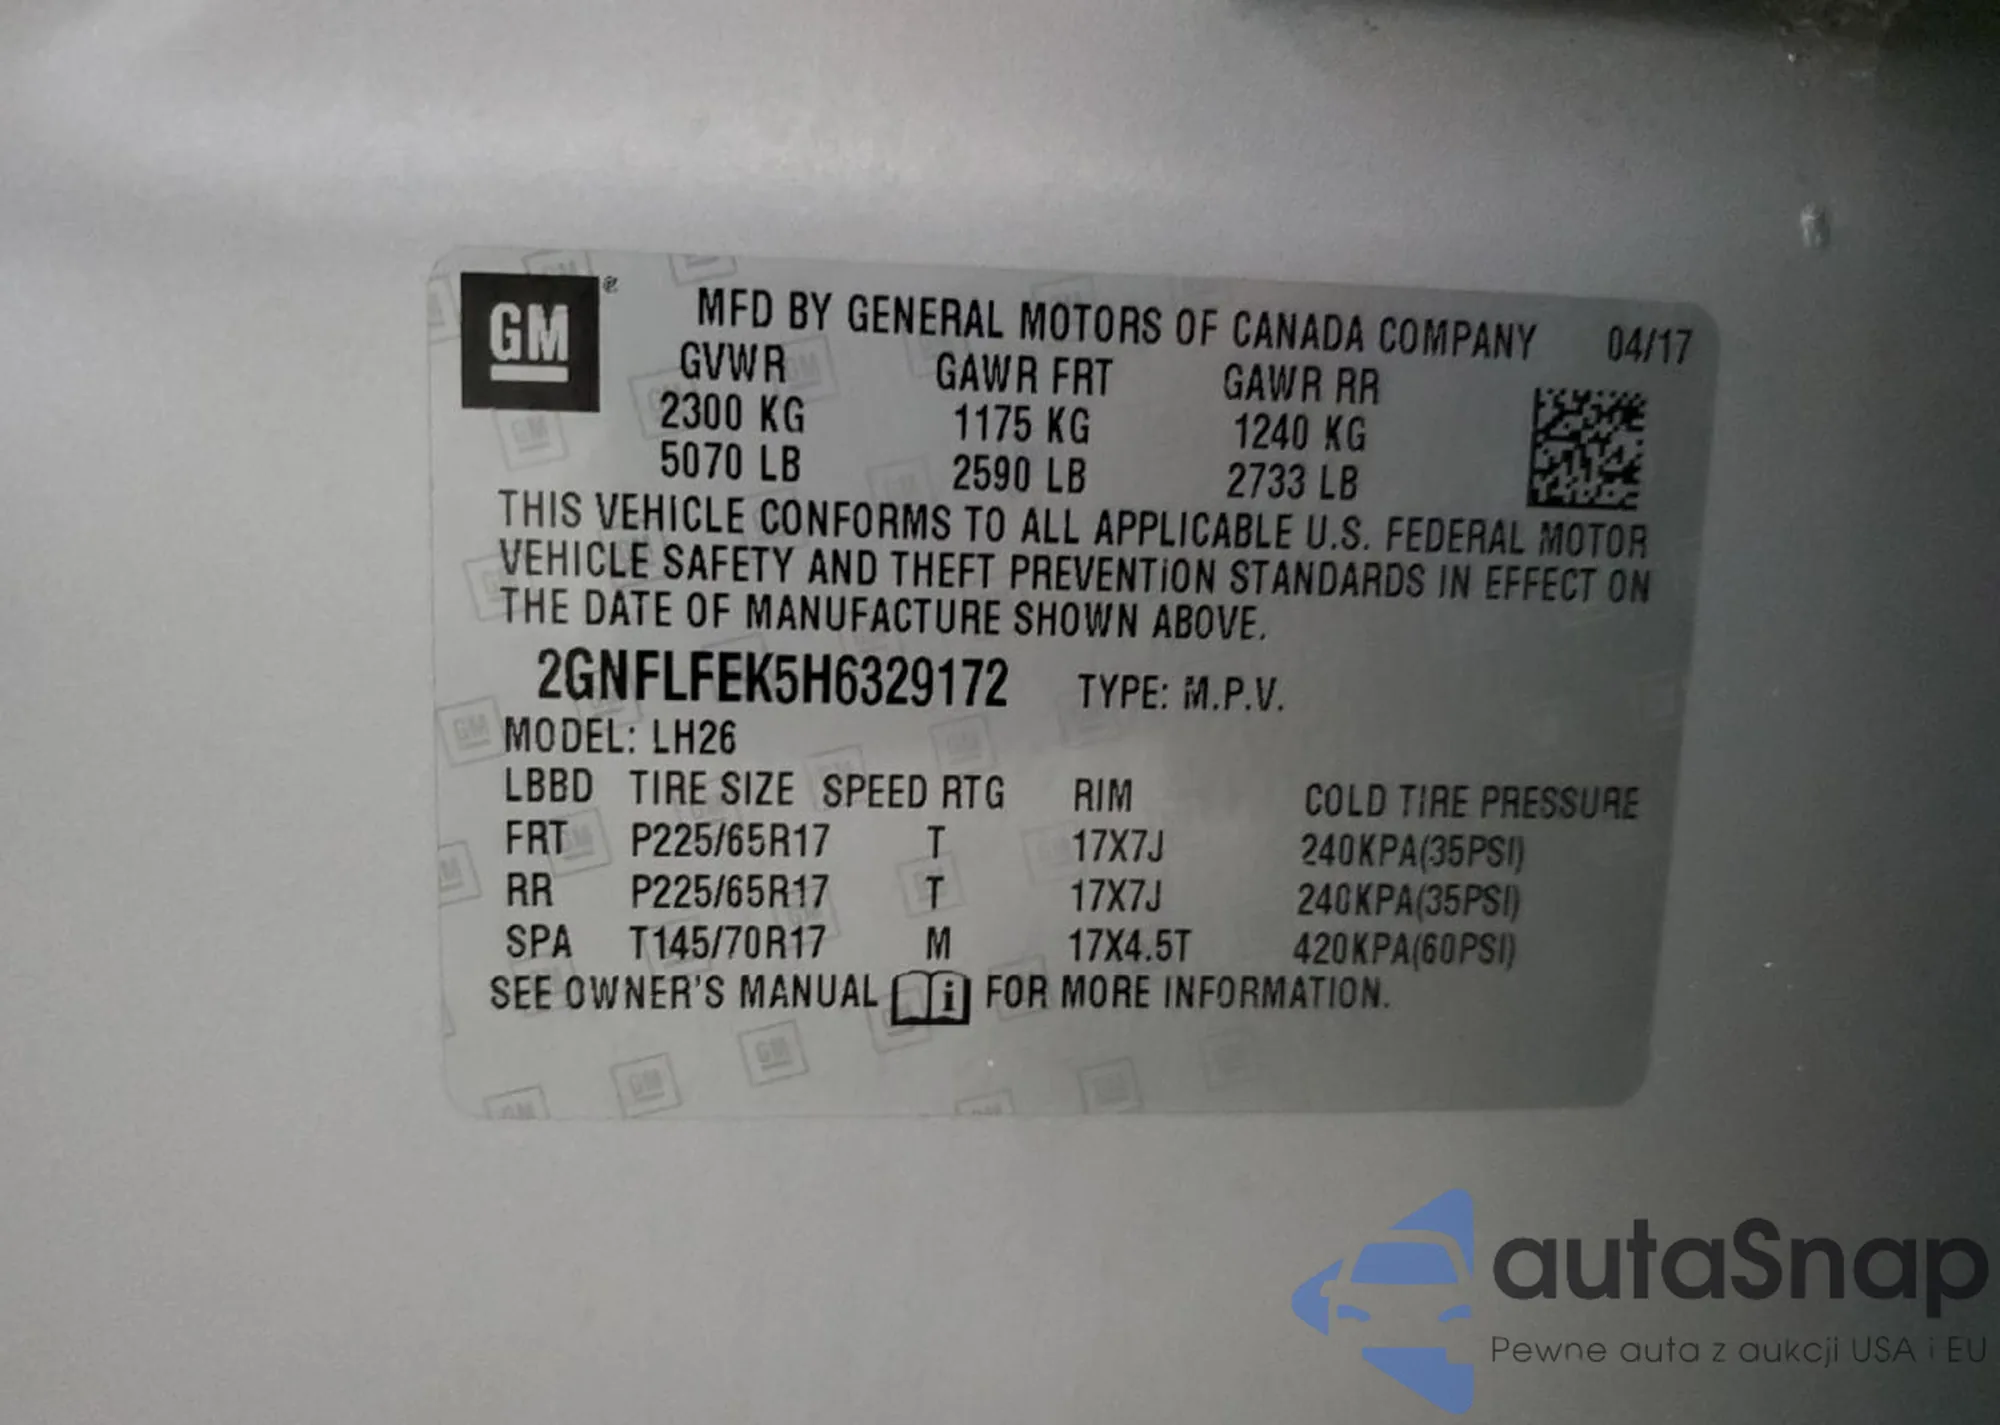 GM ® MFD BY GENERAL MOTORS OF CANADA COMPANY 04/17
GVWR GAWR FRT GAWR RR
2300 KG 1175 KG 1240 KG
5070 LB 2590 LB 2733 LB
THIS VEHICLE CONFORMS TO ALL APPLICABLE U.S. FEDERAL MOTOR
VEHICLE SAFETY AND THEFT PREVENTION STANDARDS IN EFFECT ON
THE DATE OF MANUFACTURE SHOWN ABOVE.
2GNFLFEK5H6329172 TYPE: M.P.V.
MODEL: LH26
LBBD TIRE SIZE SPEED RTG RIM COLD TIRE PRESSURE
FRT P225/65R17 T 17X7J 240KPA(35PSI)
RR P225/65R17 T 17X7J 240KPA(35PSI)
SPA T145/70R17 M 17X4.5T 420KPA(60PSI)
SEE OWNER'S MANUAL i FOR MORE INFORMATION.
autaSnap
Pewne auta z aukcji USA i EU